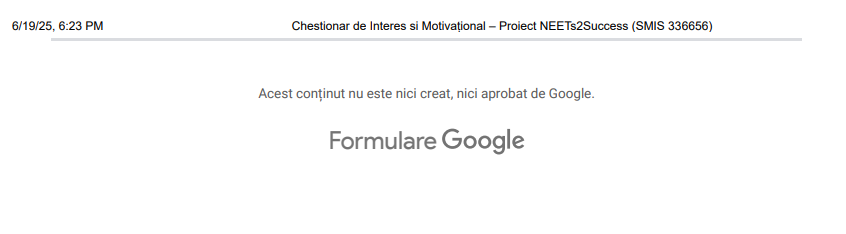 6/19/25, 6:23 PM Chestionar de Interes si Motivațional – Proiect NEETs2Success (SMIS 336656)
Acest conținut nu este nici creat, nici aprobat de Google.
Formulare Google